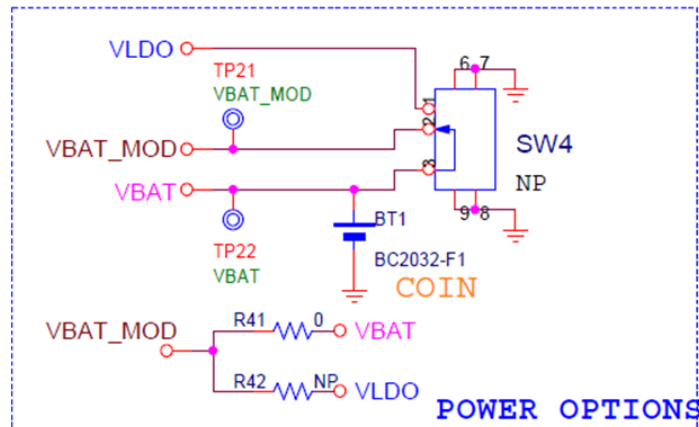 VLDO
TP21
VBAT_MOD
6 7
1
2
3
SW4
NP
VBAT_MOD
VBAT
TP22
VBAT
BT1
BC2032-F1
COIN
9 8
VBAT_MOD
R41 0 VBAT
R42 NP VLDO
POWER OPTIONS